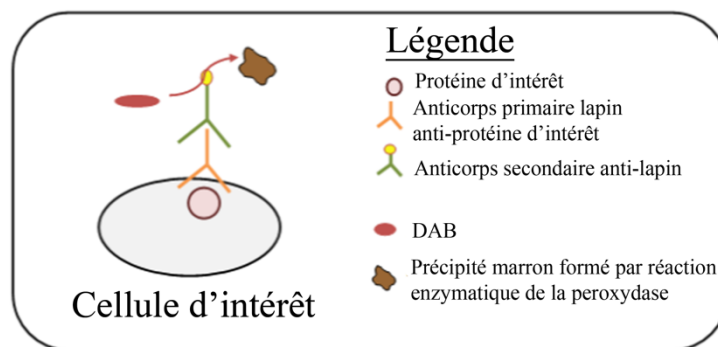 Légende
Protéine d'intérêt
Anticorps primaire lapin
anti-protéine d'intérêt
Anticorps secondaire anti-lapin
DAB
Précipité marron formé par réaction
enzymatique de la peroxydase
Cellule d'intérêt